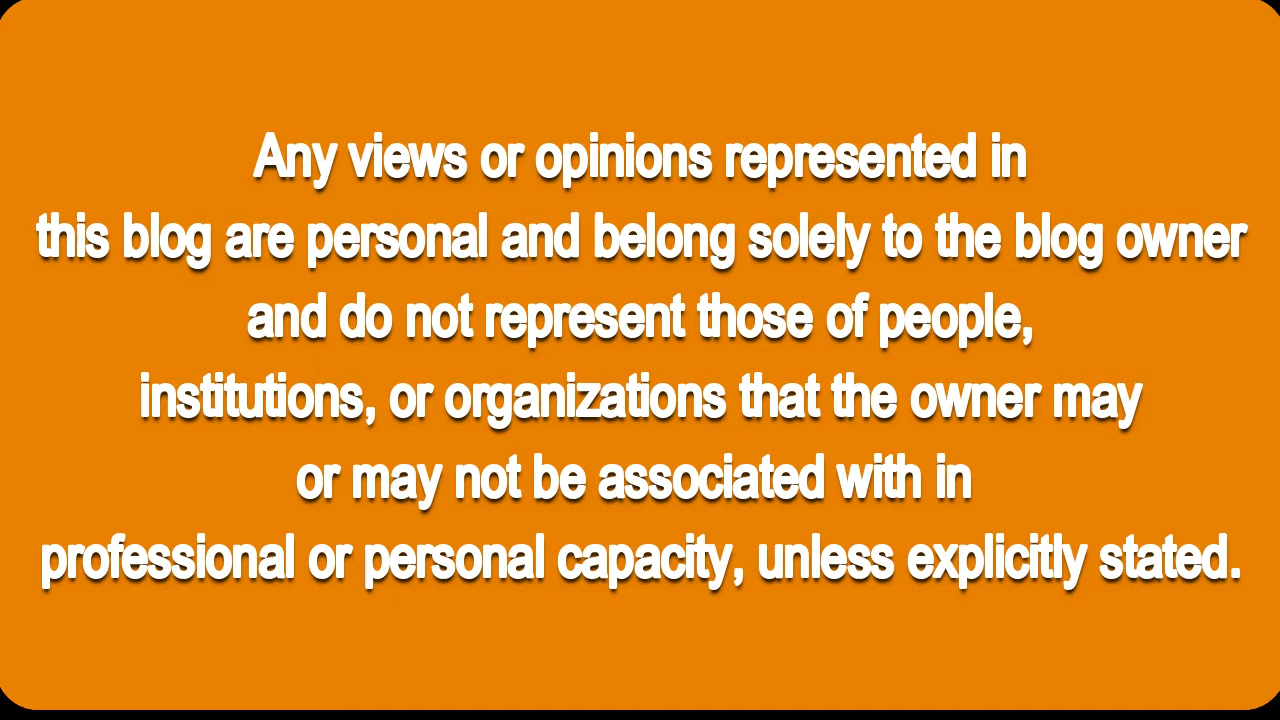 Any views or opinions represented in
this blog are personal and belong solely to the blog owner
and do not represent those of people,
institutions, or organizations that the owner may
or may not be associated with in
professional or personal capacity, unless explicitly stated.